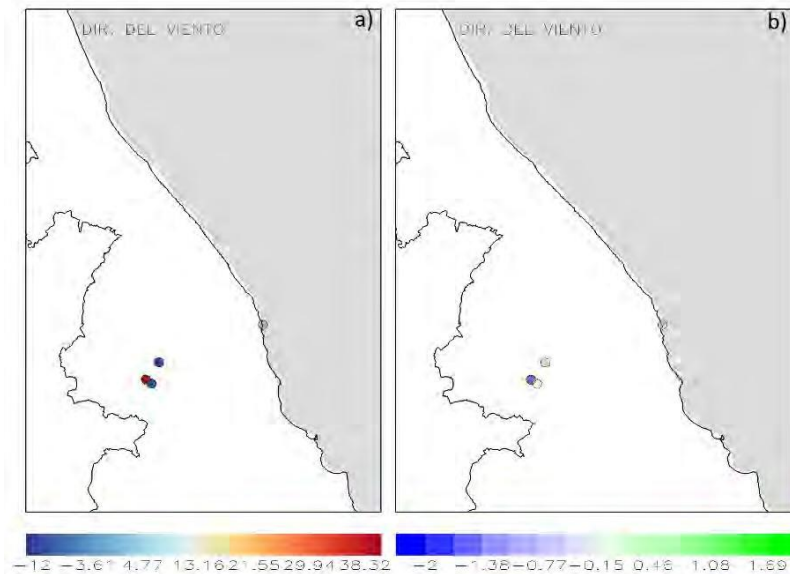 DIR. DEL VIENTO a)
DIR. DEL VIENTO b)
−12 −3.61 4.77 13.16 21.55 29.94 38.32
−2 −1.38 −0.77 −0.15 0.46 1.08 1.69